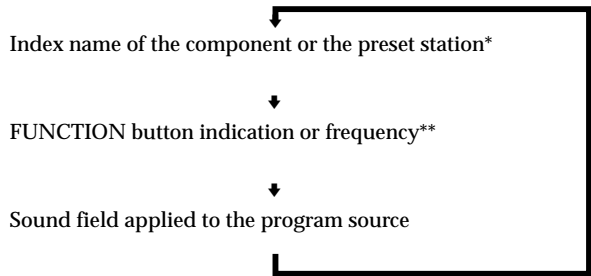 Index name of the component or the preset station*
FUNCTION button indication or frequency**
Sound field applied to the program source